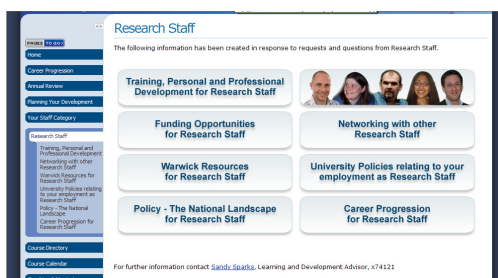 PAGES TO GO
Home
Career Progression
Annual Review
Planning Your Development
Your Staff Category
Research Staff
Training, Personal and
Professional Development
Networking with other
Research Staff
Warwick Resources for
Research Staff
University Policies relating
to your employment as
Research Staff
Policy - The National
Landscape
Career Progression for
Research Staff
Course Directory
Course Calendar
Research Staff
The following information has been created in response to requests and questions from Research Staff.
Training, Personal and Professional
Development for Research Staff
Funding Opportunities
for Research Staff
Networking with other
Research Staff
Warwick Resources
for Research Staff
University Policies relating to your
employment as Research Staff
Policy - The National Landscape
for Research Staff
Career Progression
for Research Staff
For further information contact Sandy Sparks, Learning and Development Advisor, x74121